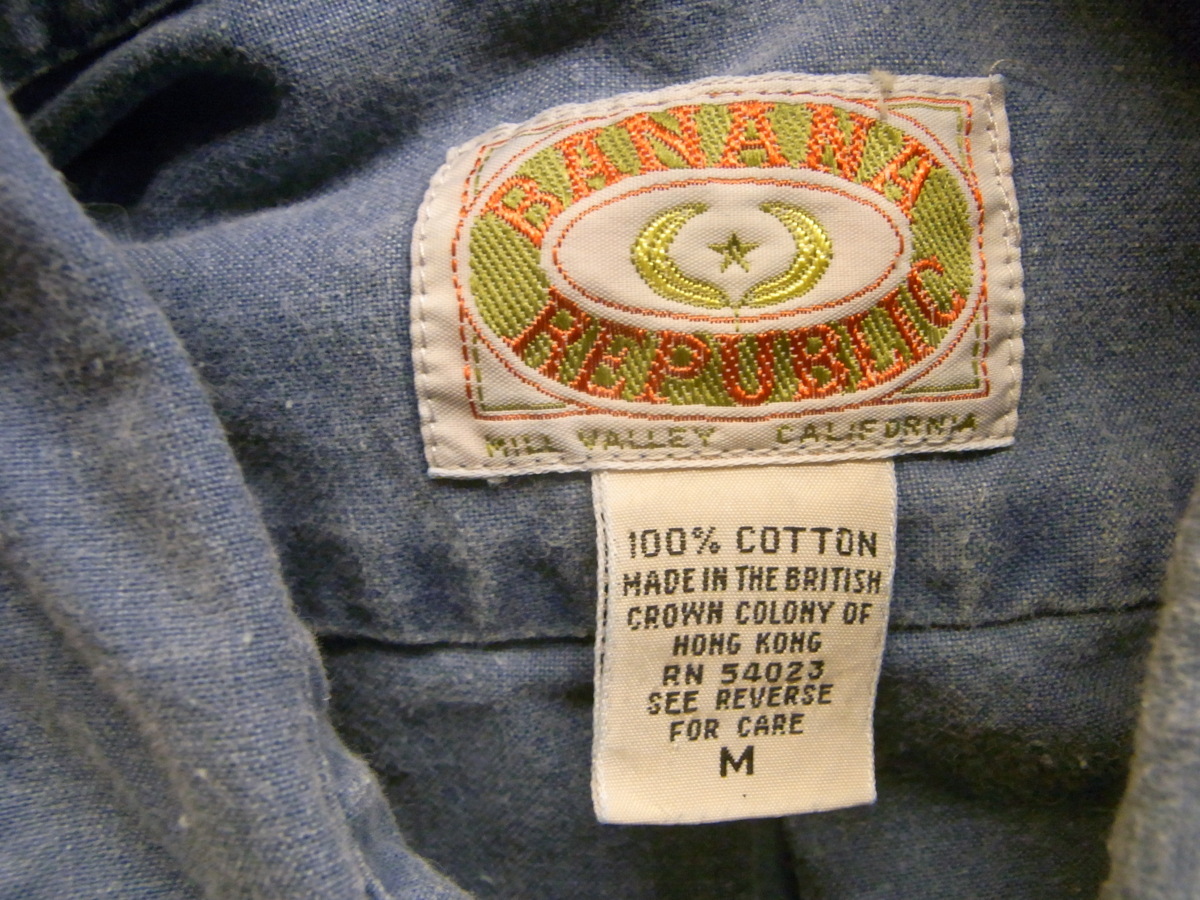 BANANA
REPUBLIC
MILL VALLEY CALIFORNIA
100% COTTON
MADE IN THE BRITISH
CROWN COLONY OF
HONG KONG
RN 54023
SEE REVERSE
FOR CARE
M